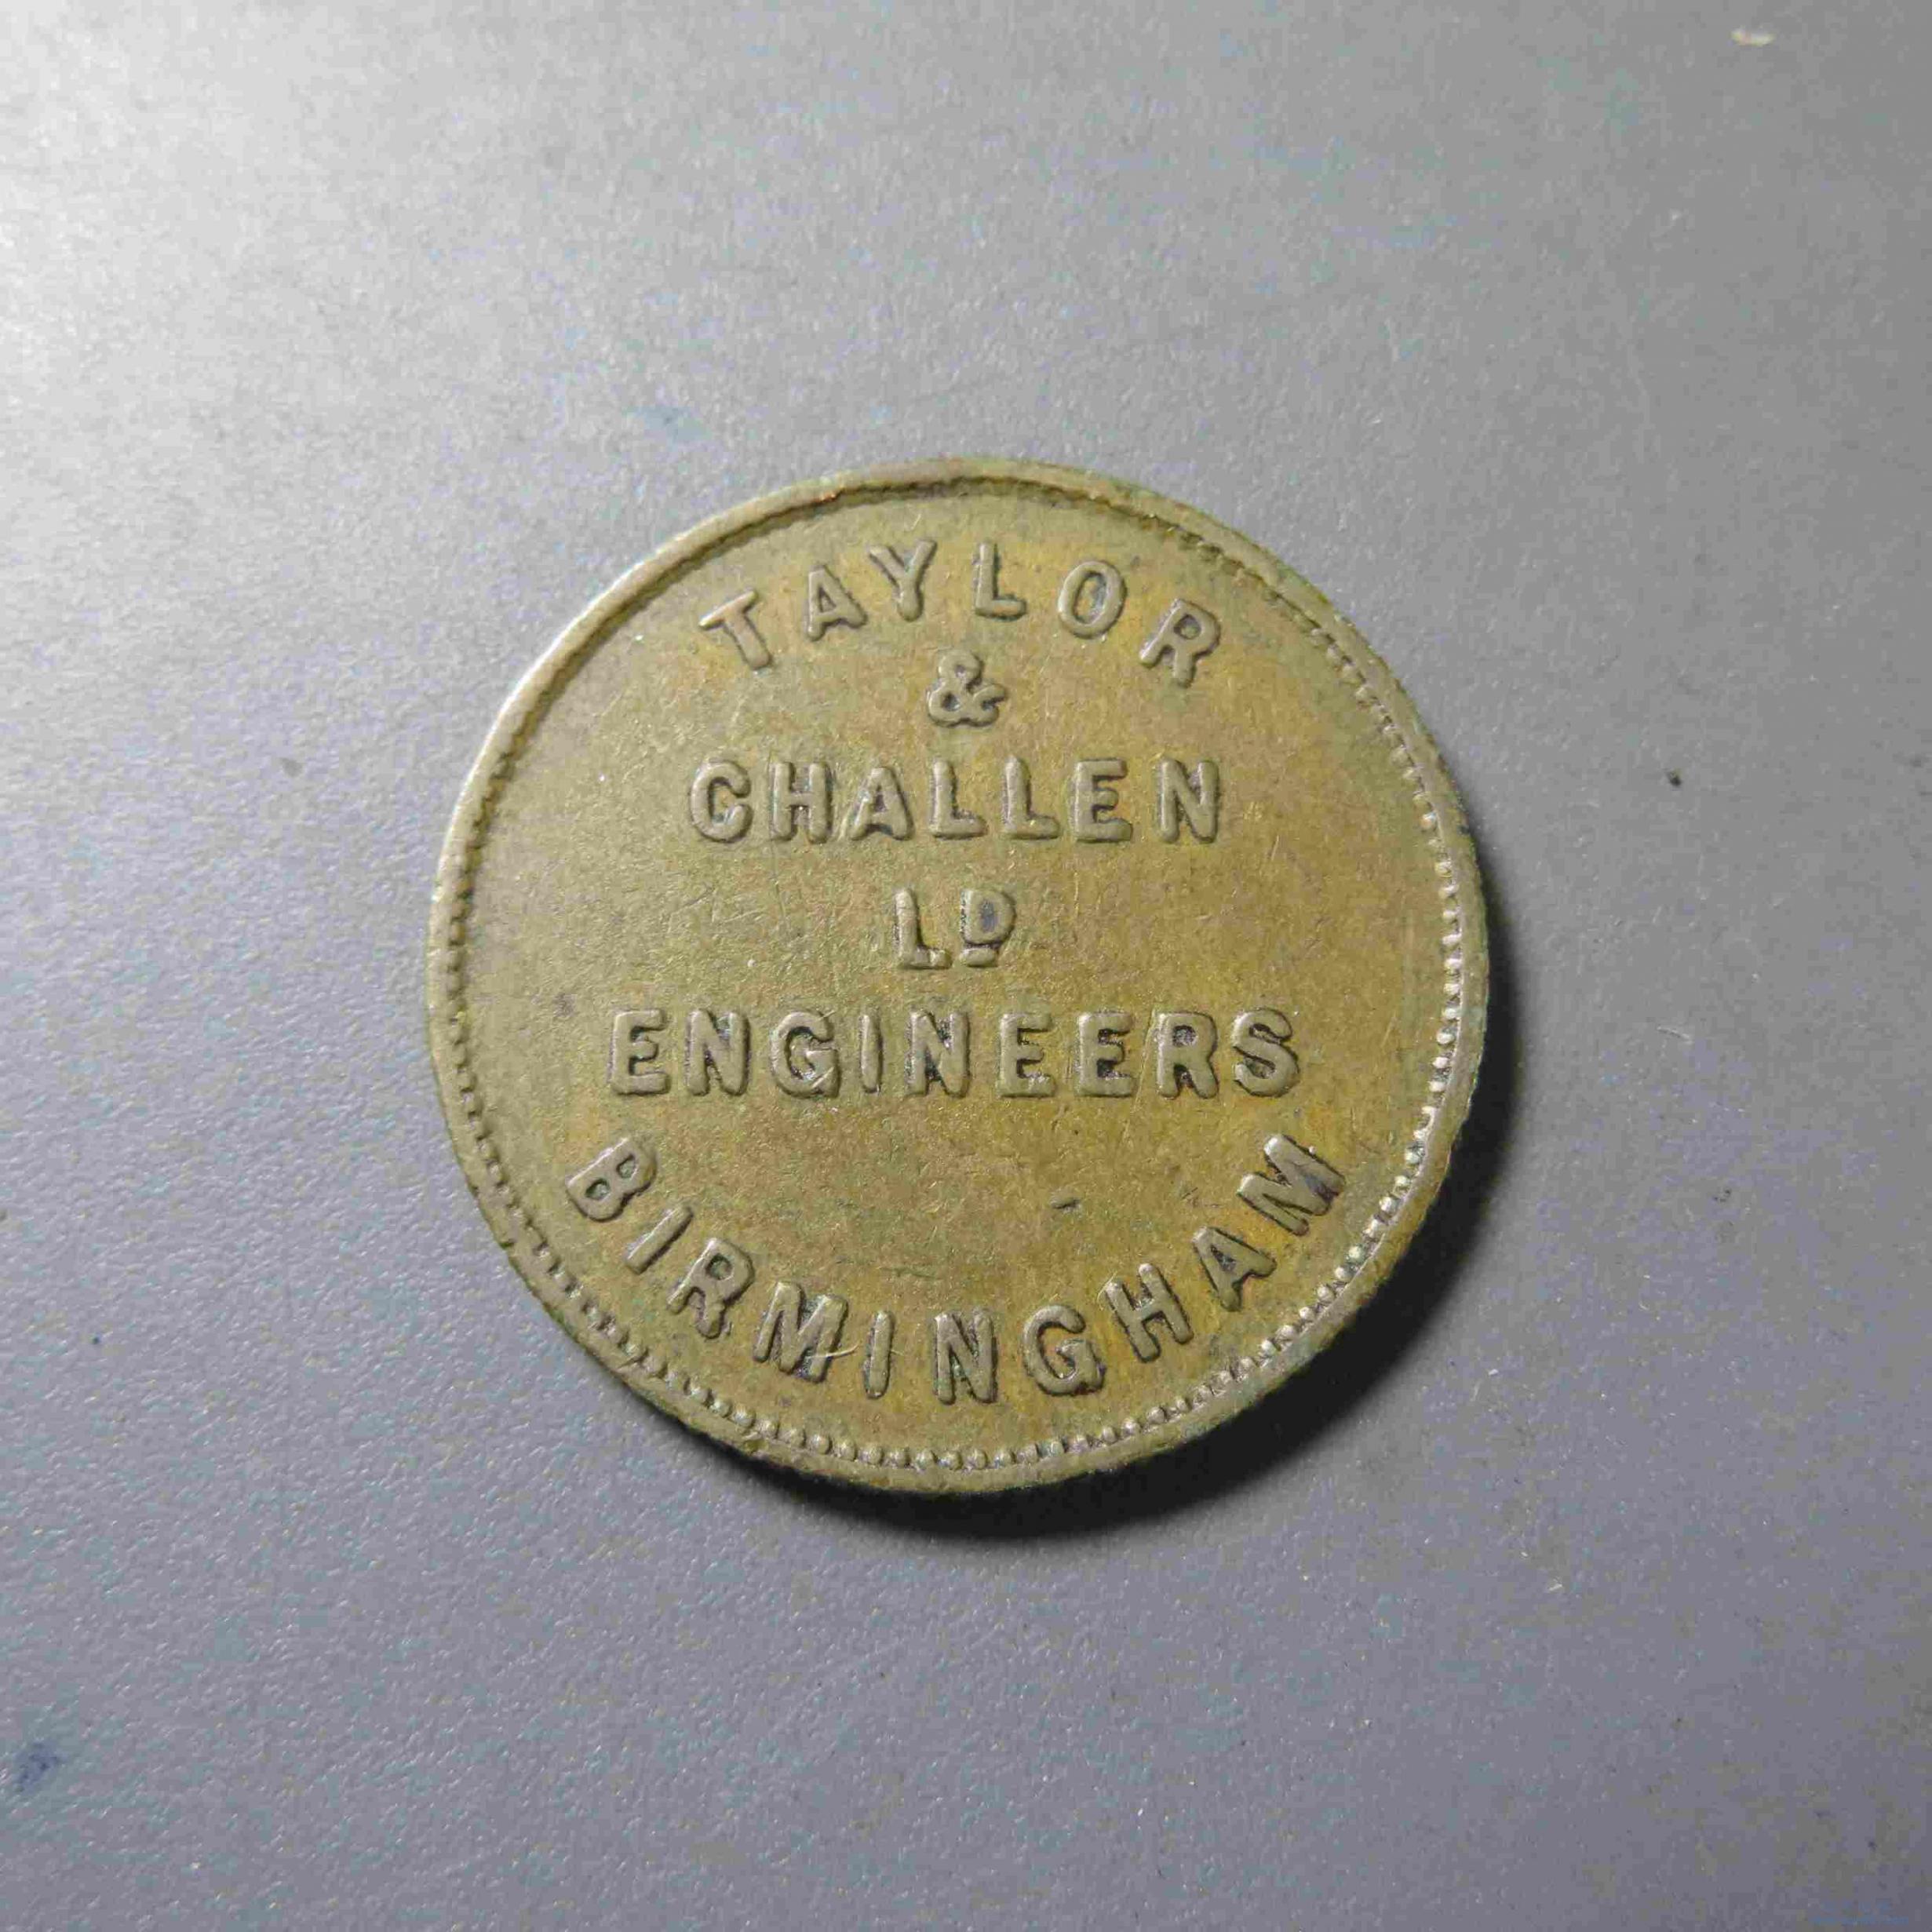 TAYLOR
&
CHALLEN
LD
ENGINEERS
BIRMINGHAM